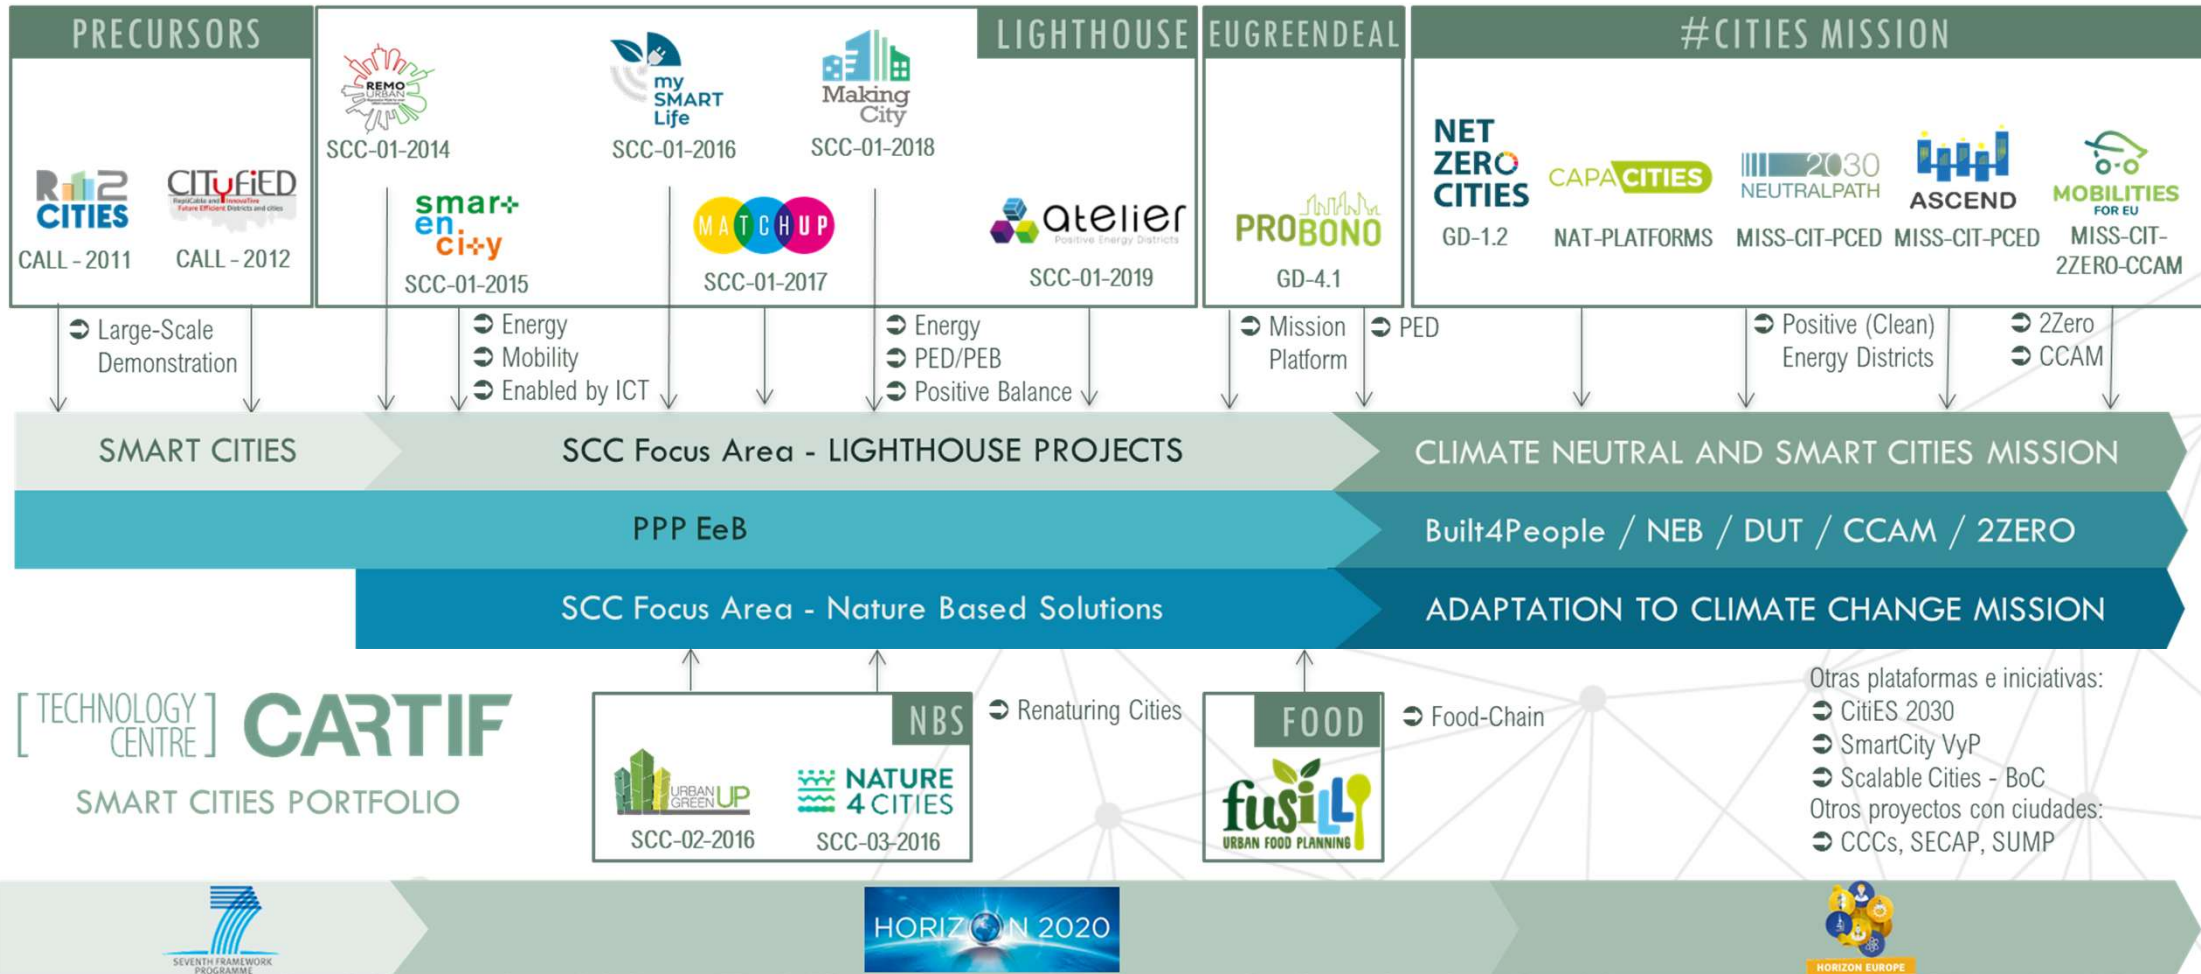 PRECURSORS
R2
CITIES
CALL - 2011
CITyFiED
RepliCable and InnovaTive
Future Efficient Districts and cities
CALL - 2012
LIGHTHOUSE
REMO
URBAN
SCC-01-2014
smart
en
city
SCC-01-2015
my
SMART
Life
SCC-01-2016
MATCHUP
SCC-01-2017
Making
City
SCC-01-2018
atelier
Positive Energy Districts
SCC-01-2019
EUGREENDEAL
PROBONO
GD-4.1
#CITIES MISSION
NET
ZERO
CITIES
GD-1.2
CAPACITIES
NAT-PLATFORMS
2030
NEUTRALPATH
MISS-CIT-PCED
ASCEND
MISS-CIT-PCED
MOBILITIES
FOR EU
MISS-CIT-
2ZERO-CCAM
➲ Large-Scale
Demonstration
➲ Energy
➲ Mobility
➲ Enabled by ICT
➲ Energy
➲ PED/PEB
➲ Positive Balance
➲ Mission
Platform
➲ PED
➲ Positive (Clean)
Energy Districts
➲ 2Zero
➲ CCAM
SMART CITIES
SCC Focus Area - LIGHTHOUSE PROJECTS
CLIMATE NEUTRAL AND SMART CITIES MISSION
PPP EeB
Built4People / NEB / DUT / CCAM / 2ZERO
SCC Focus Area - Nature Based Solutions
ADAPTATION TO CLIMATE CHANGE MISSION
[TECHNOLOGY
CENTRE] CARTIF
SMART CITIES PORTFOLIO
NBS
URBAN
GREEN UP
SCC-02-2016
NATURE
4 CITIES
SCC-03-2016
➲ Renaturing Cities
FOOD
fusilli
URBAN FOOD PLANNING
➲ Food-Chain
Otras plataformas e iniciativas:
➲ CitiES 2030
➲ SmartCity VyP
➲ Scalable Cities - BoC
Otros proyectos con ciudades:
➲ CCCs, SECAP, SUMP
7
SEVENTH FRAMEWORK
PROGRAMME
HORIZON 2020
HORIZON EUROPE